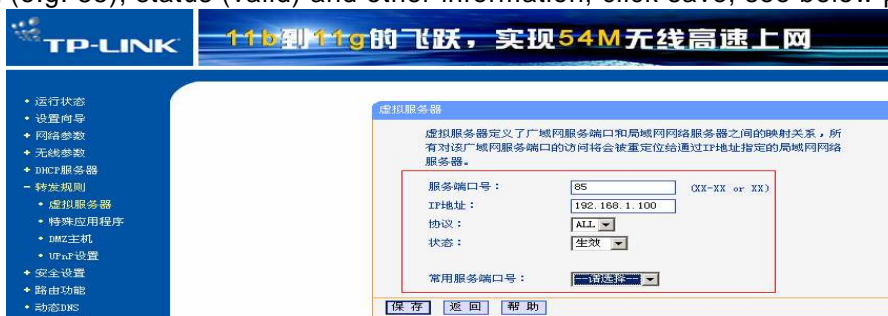 (e.g. 85), status (valid) and other information, click save, see below p
TP-LINK
11b到11g的飞跃，实现54M无线高速上网
• 运行状态
• 设置向导
+ 网络参数
+ 无线参数
+ DHCP服务器
- 转发规则
• 虚拟服务器
• 特殊应用程序
• DMZ主机
• UPnP设置
+ 安全设置
+ 路由功能
• 动态DNS
虚拟服务器
虚拟服务器定义了广域网服务端口和局域网网络服务器之间的映射关系，所
有对该广域网服务端口的访问将会被重定位给通过IP地址指定的局域网网络
服务器。
服务端口号： 85 (XX-XX or XX)
IP地址： 192.168.1.100
协议： ALL
状态： 生效
常用服务端口号： --请选择--
保存 返回 帮助